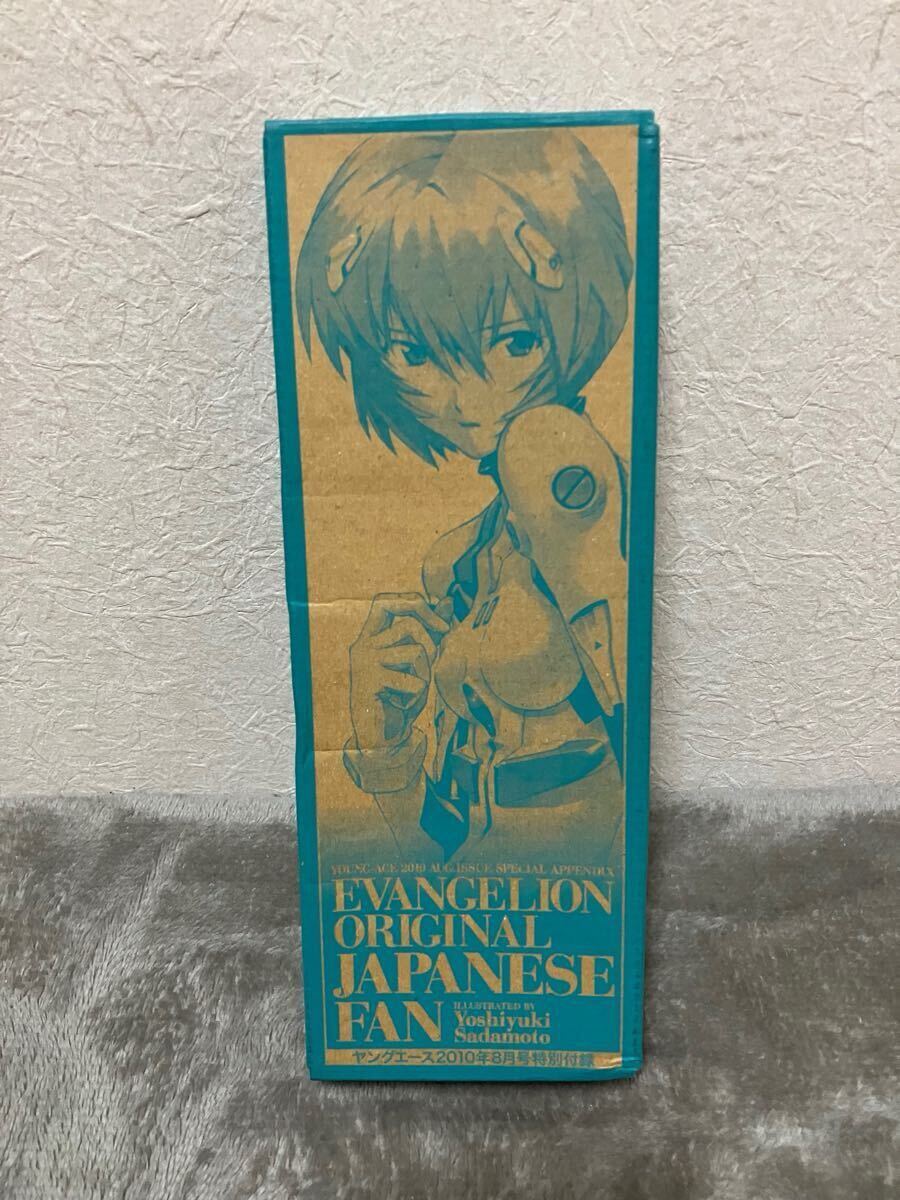 01
YOUNG-ACE 2010 AUG.ISSUE SPECIAL APPENDIX
EVANGELION
ORIGINAL
JAPANESE
FAN
ILLUSTRATED BY
Yoshiyuki
Sadamoto
ヤングエース2010年8月号特別付録